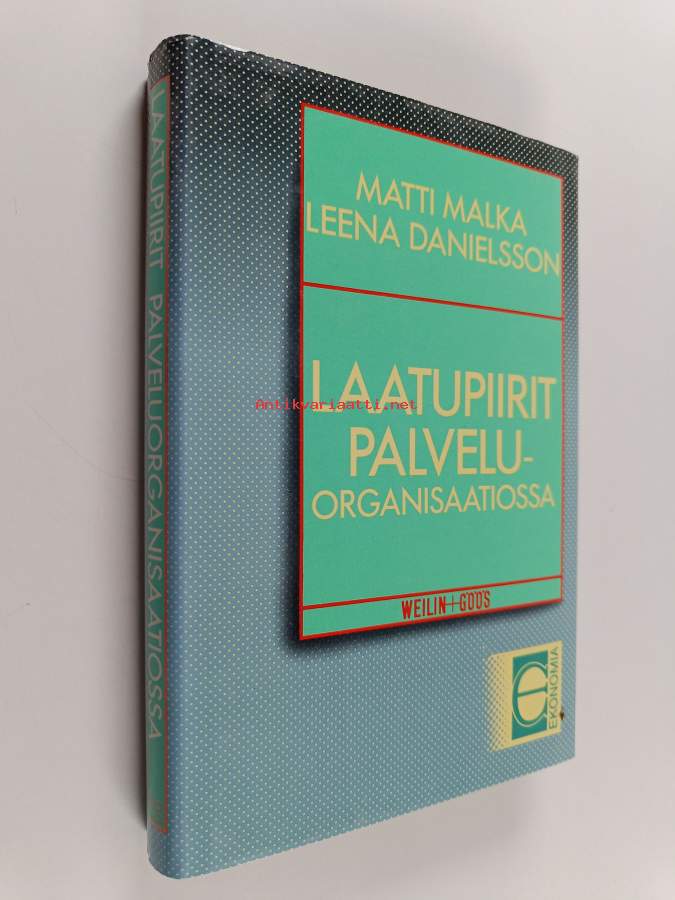 LAATUPIIRIT PALVELUORGANISAATIOSSA
MATTI MALKA
LEENA DANIELSSON
LAATUPIIRIT
Antikvariaatti.net
PALVELU-
ORGANISAATIOSSA
WEILIN+GÖÖS
e
EKONOMIA